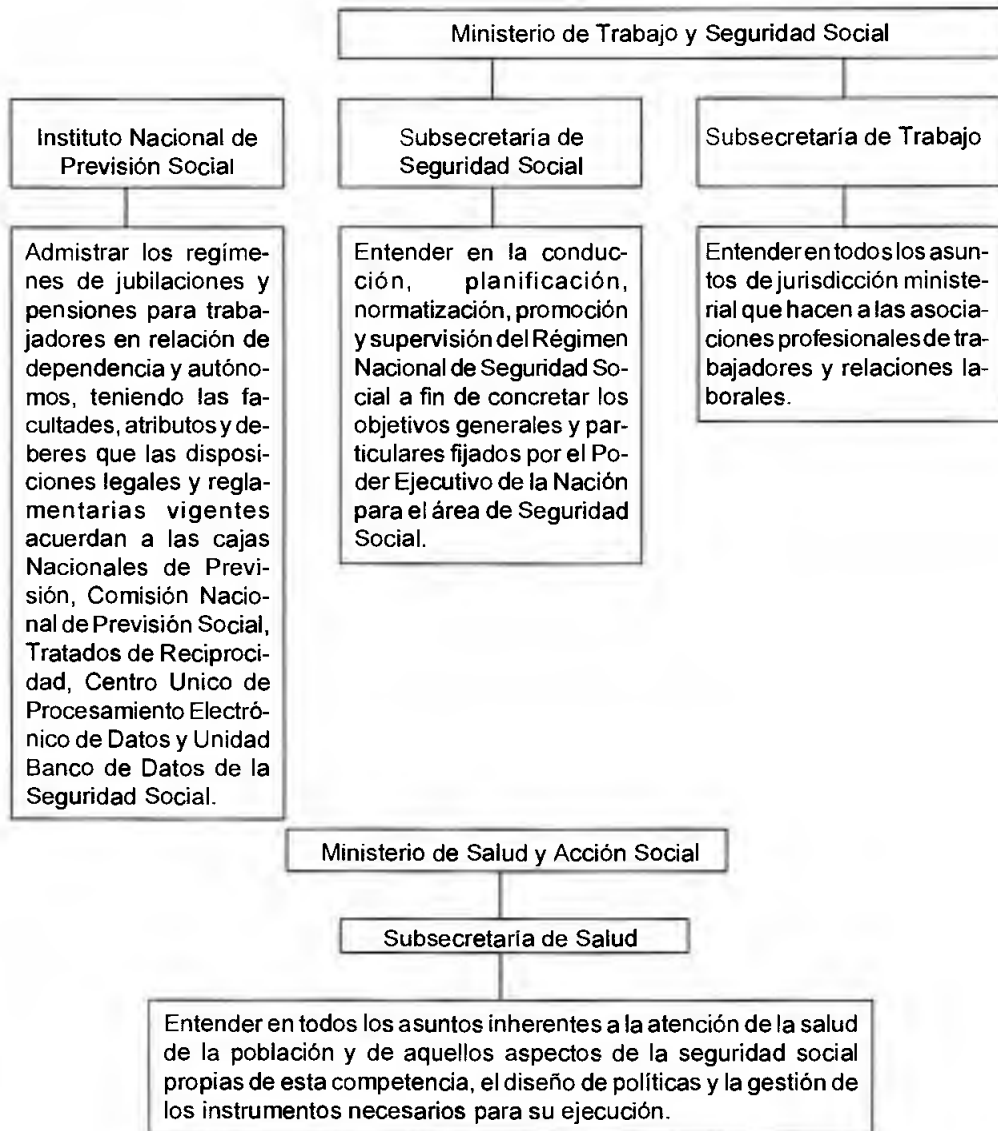 Ministerio de Trabajo y Seguridad Social
Instituto Nacional de
Previsión Social
Admistrar los regíme-
nes de jubilaciones y
pensiones para traba-
jadores en relación de
dependencia y autóno-
mos, teniendo las fa-
cultades, atributos y de-
beres que las disposi-
ciones legales y regla-
mentarias vigentes
acuerdan a las cajas
Nacionales de Previ-
sión, Comisión Nacio-
nal de Previsión Social,
Tratados de Reciproci-
dad, Centro Unico de
Procesamiento Electró-
nico de Datos y Unidad
Banco de Datos de la
Seguridad Social.
Subsecretaría de
Seguridad Social
Entender en la conduc-
ción, planificación,
normatización, promoción
y supervisión del Régimen
Nacional de Seguridad So-
cial a fin de concretar los
objetivos generales y par-
ticulares fijados por el Po-
der Ejecutivo de la Nación
para el área de Seguridad
Social.
Subsecretaría de Trabajo
Entender en todos los asun-
tos de jurisdicción ministe-
rial que hacen a las asocia-
ciones profesionales de tra-
bajadores y relaciones la-
borales.
Ministerio de Salud y Acción Social
Subsecretaría de Salud
Entender en todos los asuntos inherentes a la atención de la salud
de la población y de aquellos aspectos de la seguridad social
propias de esta competencia, el diseño de políticas y la gestión de
los instrumentos necesarios para su ejecución.